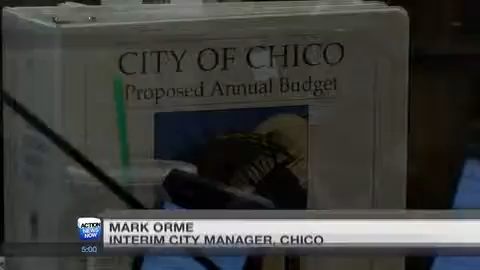 CITY OF CHICO
Proposed Annual Budget
ACTION
NEWS
NOW
MARK ORME
5:00
INTERIM CITY MANAGER, CHICO